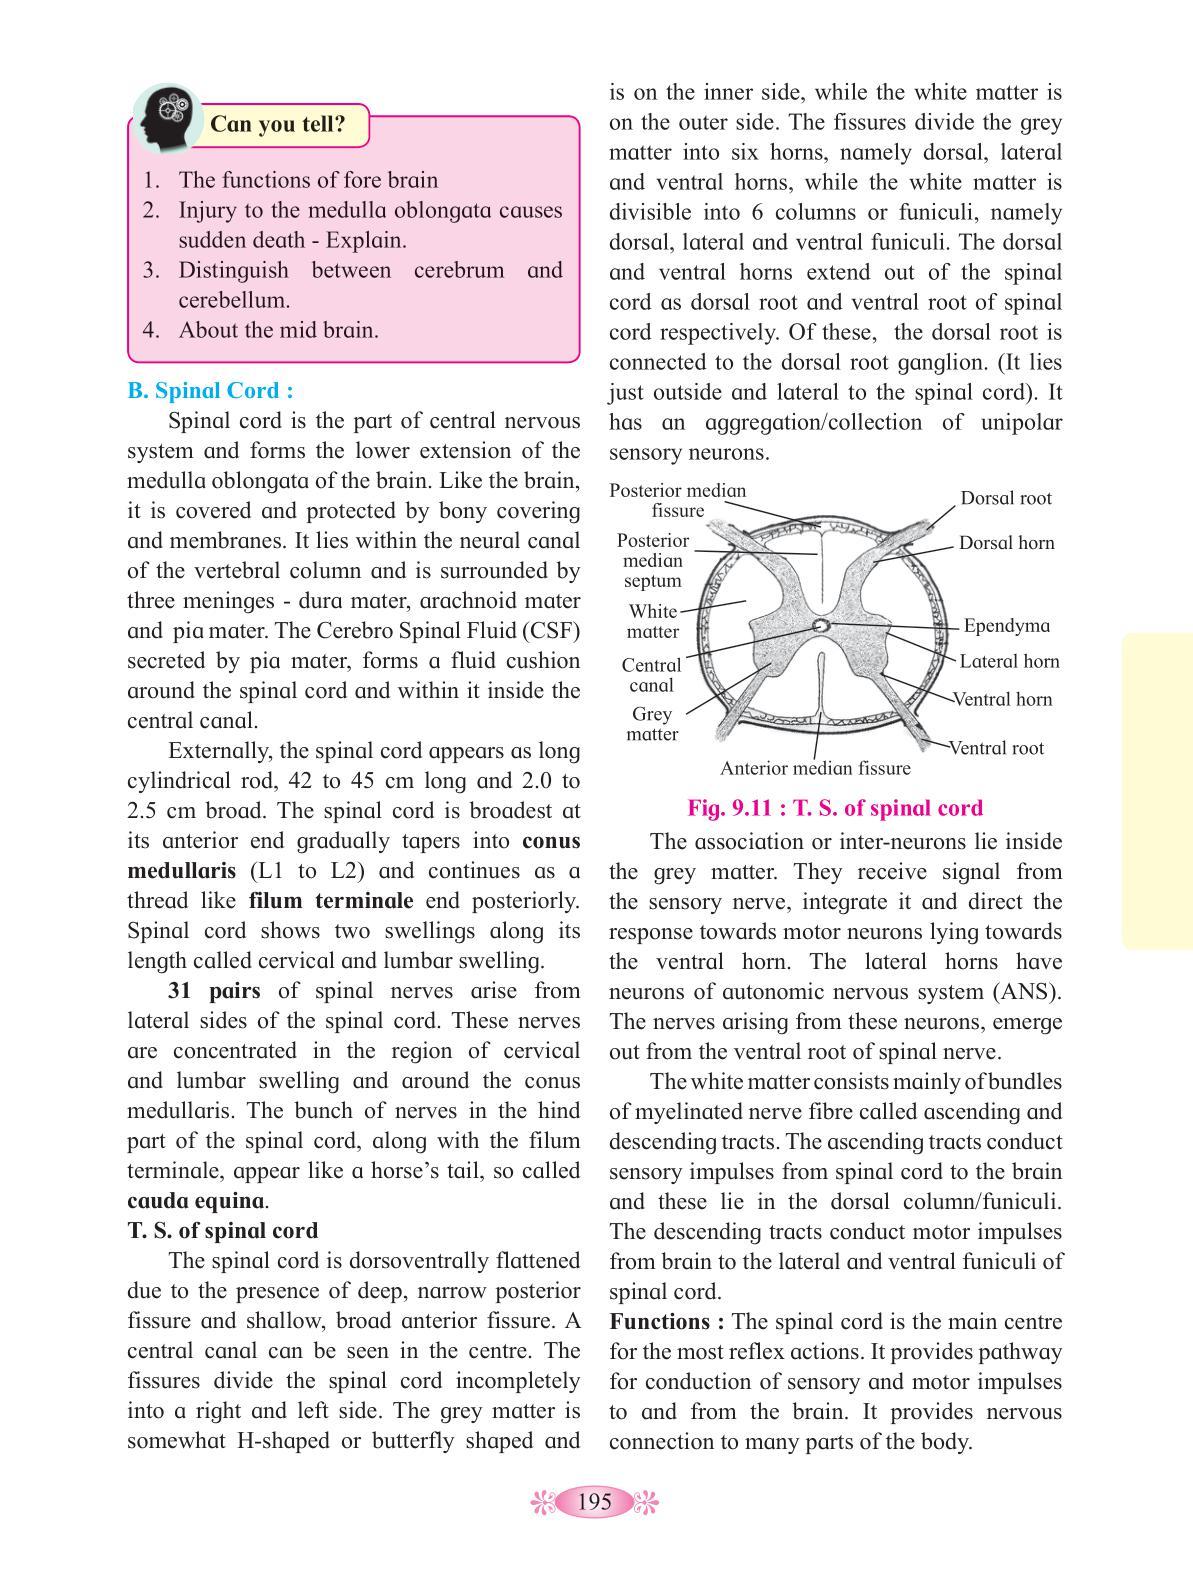 Can you tell?
1. The functions of fore brain
2. Injury to the medulla oblongata causes
sudden death - Explain.
3. Distinguish between cerebrum and
cerebellum.
4. About the mid brain.
B. Spinal Cord :
Spinal cord is the part of central nervous
system and forms the lower extension of the
medulla oblongata of the brain. Like the brain,
it is covered and protected by bony covering
and membranes. It lies within the neural canal
of the vertebral column and is surrounded by
three meninges - dura mater, arachnoid mater
and pia mater. The Cerebro Spinal Fluid (CSF)
secreted by pia mater, forms a fluid cushion
around the spinal cord and within it inside the
central canal.
Externally, the spinal cord appears as long
cylindrical rod, 42 to 45 cm long and 2.0 to
2.5 cm broad. The spinal cord is broadest at
its anterior end gradually tapers into conus
medullaris (L1 to L2) and continues as a
thread like filum terminale end posteriorly.
Spinal cord shows two swellings along its
length called cervical and lumbar swelling.
31 pairs of spinal nerves arise from
lateral sides of the spinal cord. These nerves
are concentrated in the region of cervical
and lumbar swelling and around the conus
medullaris. The bunch of nerves in the hind
part of the spinal cord, along with the filum
terminale, appear like a horse's tail, so called
cauda equina.
T. S. of spinal cord
The spinal cord is dorsoventrally flattened
due to the presence of deep, narrow posterior
fissure and shallow, broad anterior fissure. A
central canal can be seen in the centre. The
fissures divide the spinal cord incompletely
into a right and left side. The grey matter is
somewhat H-shaped or butterfly shaped and
is on the inner side, while the white matter is
on the outer side. The fissures divide the grey
matter into six horns, namely dorsal, lateral
and ventral horns, while the white matter is
divisible into 6 columns or funiculi, namely
dorsal, lateral and ventral funiculi. The dorsal
and ventral horns extend out of the spinal
cord as dorsal root and ventral root of spinal
cord respectively. Of these, the dorsal root is
connected to the dorsal root ganglion. (It lies
just outside and lateral to the spinal cord). It
has an aggregation/collection of unipolar
sensory neurons.
Posterior median
fissure
Posterior
median
septum
White
matter
Central
canal
Grey
matter
Dorsal root
Dorsal horn
Ependyma
Lateral horn
Ventral horn
Ventral root
Anterior median fissure
Fig. 9.11 : T. S. of spinal cord
The association or inter-neurons lie inside
the grey matter. They receive signal from
the sensory nerve, integrate it and direct the
response towards motor neurons lying towards
the ventral horn. The lateral horns have
neurons of autonomic nervous system (ANS).
The nerves arising from these neurons, emerge
out from the ventral root of spinal nerve.
The white matter consists mainly of bundles
of myelinated nerve fibre called ascending and
descending tracts. The ascending tracts conduct
sensory impulses from spinal cord to the brain
and these lie in the dorsal column/funiculi.
The descending tracts conduct motor impulses
from brain to the lateral and ventral funiculi of
spinal cord.
Functions : The spinal cord is the main centre
for the most reflex actions. It provides pathway
for conduction of sensory and motor impulses
to and from the brain. It provides nervous
connection to many parts of the body.
195